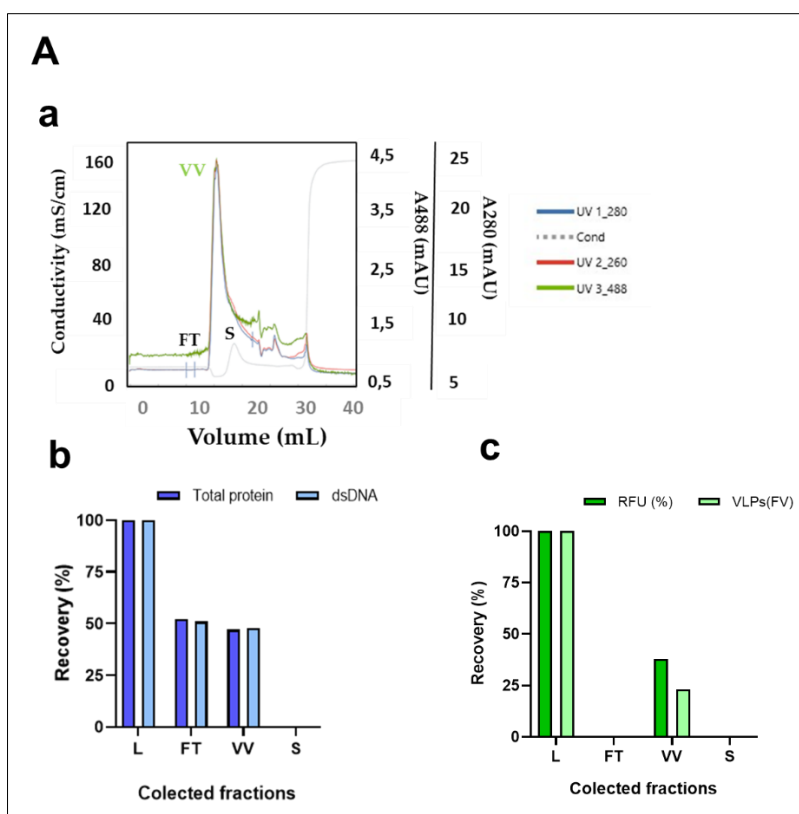 A
a
VV
FT
S
Conductivity (mS/cm)
160
120
80
40
0
0
10
20
30
40
Volume (mL)
4,5
3,5
2,5
1,5
0,5
A488 (mAU)
25
20
15
10
5
A280 (mAU)
UV 1_280
Cond
UV 2_260
UV 3_488
b
Total protein
dsDNA
Recovery (%)
100
75
50
25
0
L FT VV S
Colected fractions
c
RFU (%)
VLPs(FV)
Recovery (%)
100
75
50
25
0
L FT VV S
Colected fractions